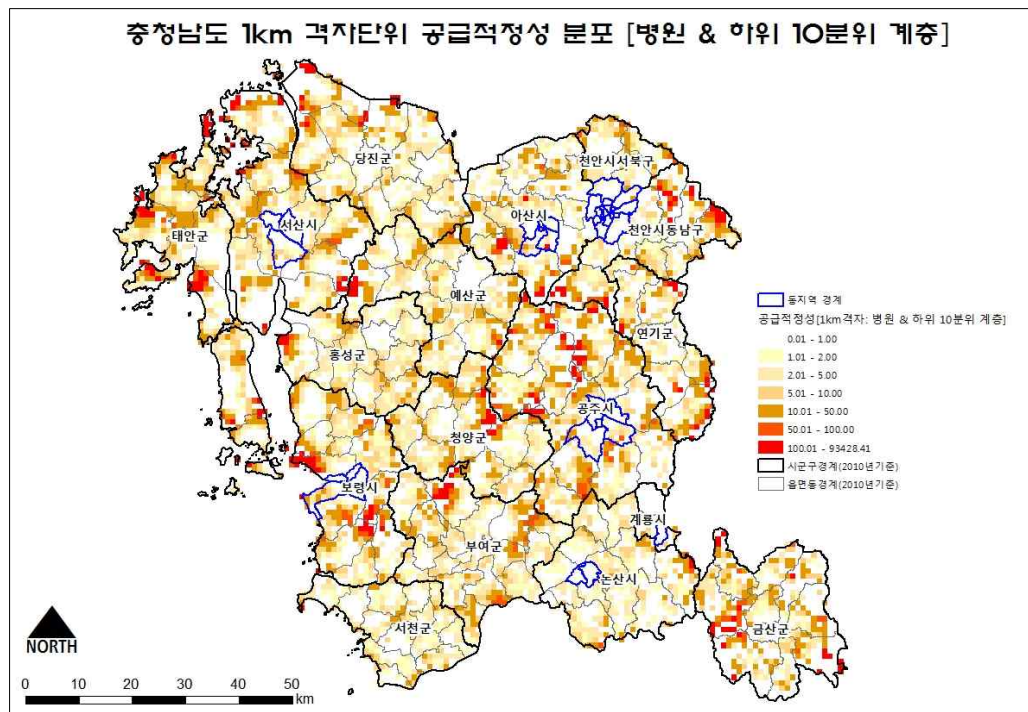 충청남도 1km 격자단위 공급적정성 분포 [병원 & 하위 10분위 계층]
당진군
천안시서북구
아산시
서산시
천안시동남구
태안군
예산군
연기군
홍성군
공주시
청양군
보령시
계룡시
부여군
논산시
서천군
금산군
동지역 경계
공급적정성[1km격자: 병원 & 하위 10분위 계층]
0.01 - 1.00
1.01 - 2.00
2.01 - 5.00
5.01 - 10.00
10.01 - 50.00
50.01 - 100.00
100.01 - 93428.41
시군구경계(2010년기준)
읍면동경계(2010년기준)
NORTH
0 10 20 30 40 50
km